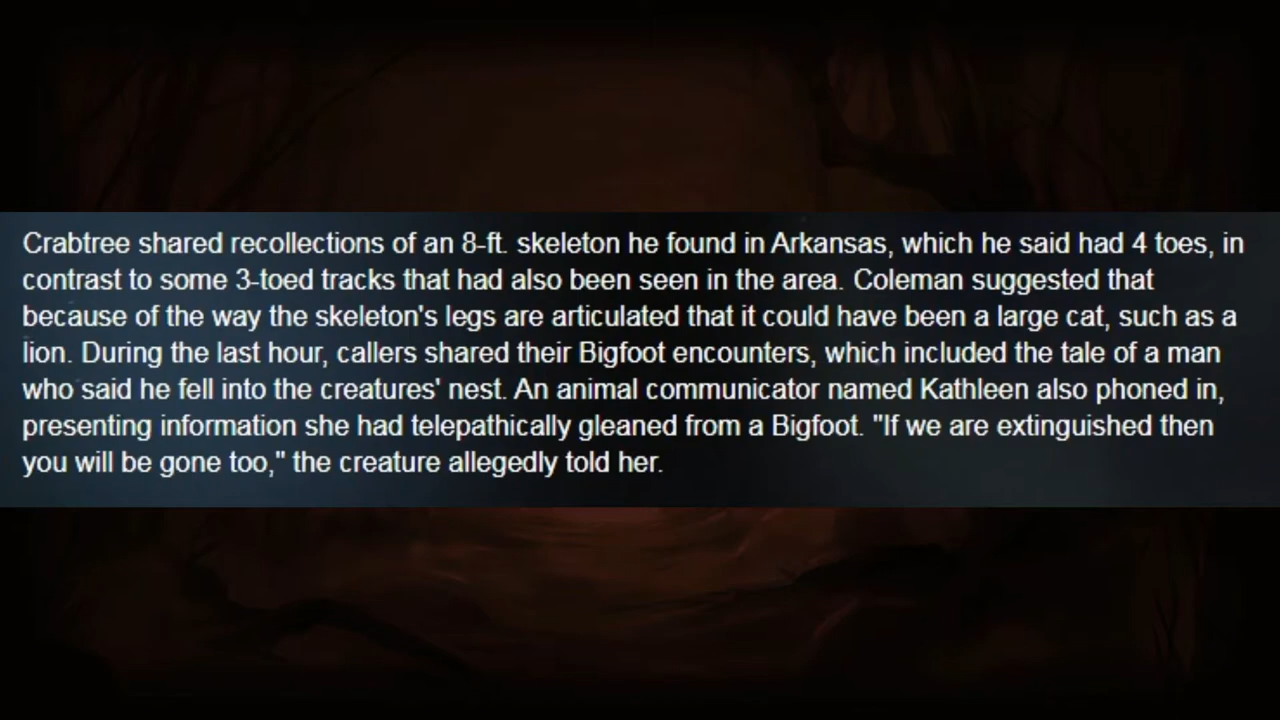 Crabtree shared recollections of an 8-ft. skeleton he found in Arkansas, which he said had 4 toes, in
contrast to some 3-toed tracks that had also been seen in the area. Coleman suggested that
because of the way the skeleton's legs are articulated that it could have been a large cat, such as a
lion. During the last hour, callers shared their Bigfoot encounters, which included the tale of a man
who said he fell into the creatures' nest. An animal communicator named Kathleen also phoned in,
presenting information she had telepathically gleaned from a Bigfoot. "If we are extinguished then
you will be gone too," the creature allegedly told her.